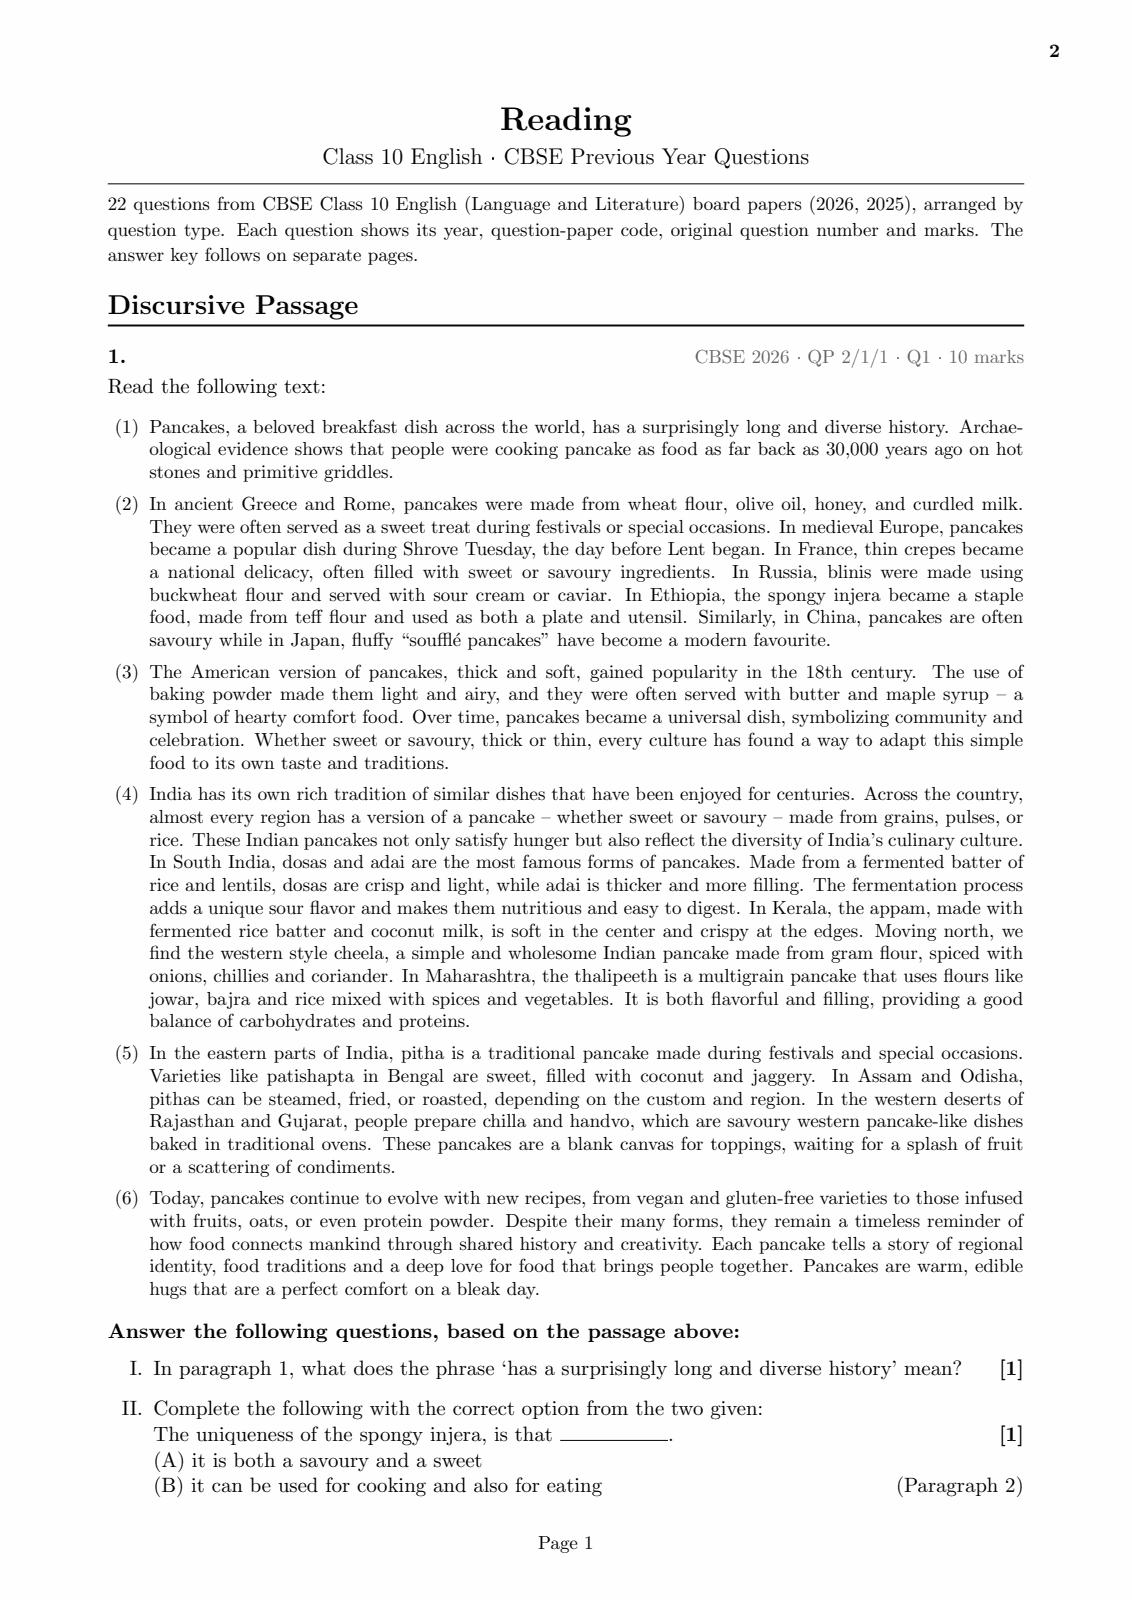 2
Reading
Class 10 English · CBSE Previous Year Questions
22 questions from CBSE Class 10 English (Language and Literature) board papers (2026, 2025), arranged by
question type. Each question shows its year, question-paper code, original question number and marks. The
answer key follows on separate pages.
Discursive Passage
1. CBSE 2026 · QP 2/1/1 · Q1 · 10 marks
Read the following text:
(1) Pancakes, a beloved breakfast dish across the world, has a surprisingly long and diverse history. Archae-
ological evidence shows that people were cooking pancake as food as far back as 30,000 years ago on hot
stones and primitive griddles.
(2) In ancient Greece and Rome, pancakes were made from wheat flour, olive oil, honey, and curdled milk.
They were often served as a sweet treat during festivals or special occasions. In medieval Europe, pancakes
became a popular dish during Shrove Tuesday, the day before Lent began. In France, thin crepes became
a national delicacy, often filled with sweet or savoury ingredients. In Russia, blinis were made using
buckwheat flour and served with sour cream or caviar. In Ethiopia, the spongy injera became a staple
food, made from teff flour and used as both a plate and utensil. Similarly, in China, pancakes are often
savoury while in Japan, fluffy “soufflé pancakes” have become a modern favourite.
(3) The American version of pancakes, thick and soft, gained popularity in the 18th century. The use of
baking powder made them light and airy, and they were often served with butter and maple syrup – a
symbol of hearty comfort food. Over time, pancakes became a universal dish, symbolizing community and
celebration. Whether sweet or savoury, thick or thin, every culture has found a way to adapt this simple
food to its own taste and traditions.
(4) India has its own rich tradition of similar dishes that have been enjoyed for centuries. Across the country,
almost every region has a version of a pancake – whether sweet or savoury – made from grains, pulses, or
rice. These Indian pancakes not only satisfy hunger but also reflect the diversity of India's culinary culture.
In South India, dosas and adai are the most famous forms of pancakes. Made from a fermented batter of
rice and lentils, dosas are crisp and light, while adai is thicker and more filling. The fermentation process
adds a unique sour flavor and makes them nutritious and easy to digest. In Kerala, the appam, made with
fermented rice batter and coconut milk, is soft in the center and crispy at the edges. Moving north, we
find the western style cheela, a simple and wholesome Indian pancake made from gram flour, spiced with
onions, chillies and coriander. In Maharashtra, the thalipeeth is a multigrain pancake that uses flours like
jowar, bajra and rice mixed with spices and vegetables. It is both flavorful and filling, providing a good
balance of carbohydrates and proteins.
(5) In the eastern parts of India, pitha is a traditional pancake made during festivals and special occasions.
Varieties like patishapta in Bengal are sweet, filled with coconut and jaggery. In Assam and Odisha,
pithas can be steamed, fried, or roasted, depending on the custom and region. In the western deserts of
Rajasthan and Gujarat, people prepare chilla and handvo, which are savoury western pancake-like dishes
baked in traditional ovens. These pancakes are a blank canvas for toppings, waiting for a splash of fruit
or a scattering of condiments.
(6) Today, pancakes continue to evolve with new recipes, from vegan and gluten-free varieties to those infused
with fruits, oats, or even protein powder. Despite their many forms, they remain a timeless reminder of
how food connects mankind through shared history and creativity. Each pancake tells a story of regional
identity, food traditions and a deep love for food that brings people together. Pancakes are warm, edible
hugs that are a perfect comfort on a bleak day.
Answer the following questions, based on the passage above:
I. In paragraph 1, what does the phrase ‘has a surprisingly long and diverse history’ mean? [1]
II. Complete the following with the correct option from the two given:
The uniqueness of the spongy injera, is that __________. [1]
(A) it is both a savoury and a sweet
(B) it can be used for cooking and also for eating (Paragraph 2)
Page 1